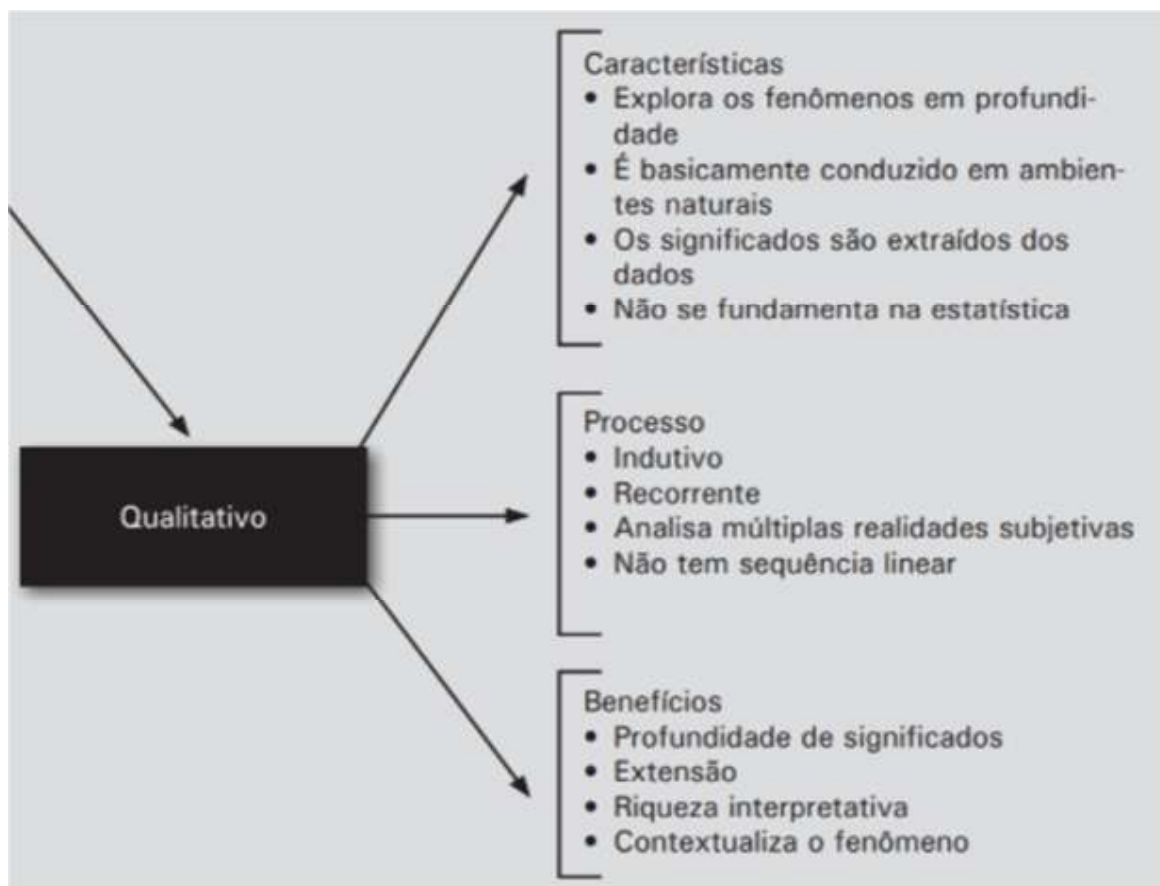 Características
• Explora os fenômenos em profundi-
dade
• É basicamente conduzido em ambien-
tes naturais
• Os significados são extraídos dos
dados
• Não se fundamenta na estatística
Qualitativo
Processo
• Indutivo
• Recorrente
• Analisa múltiplas realidades subjetivas
• Não tem sequência linear
Benefícios
• Profundidade de significados
• Extensão
• Riqueza interpretativa
• Contextualiza o fenômeno